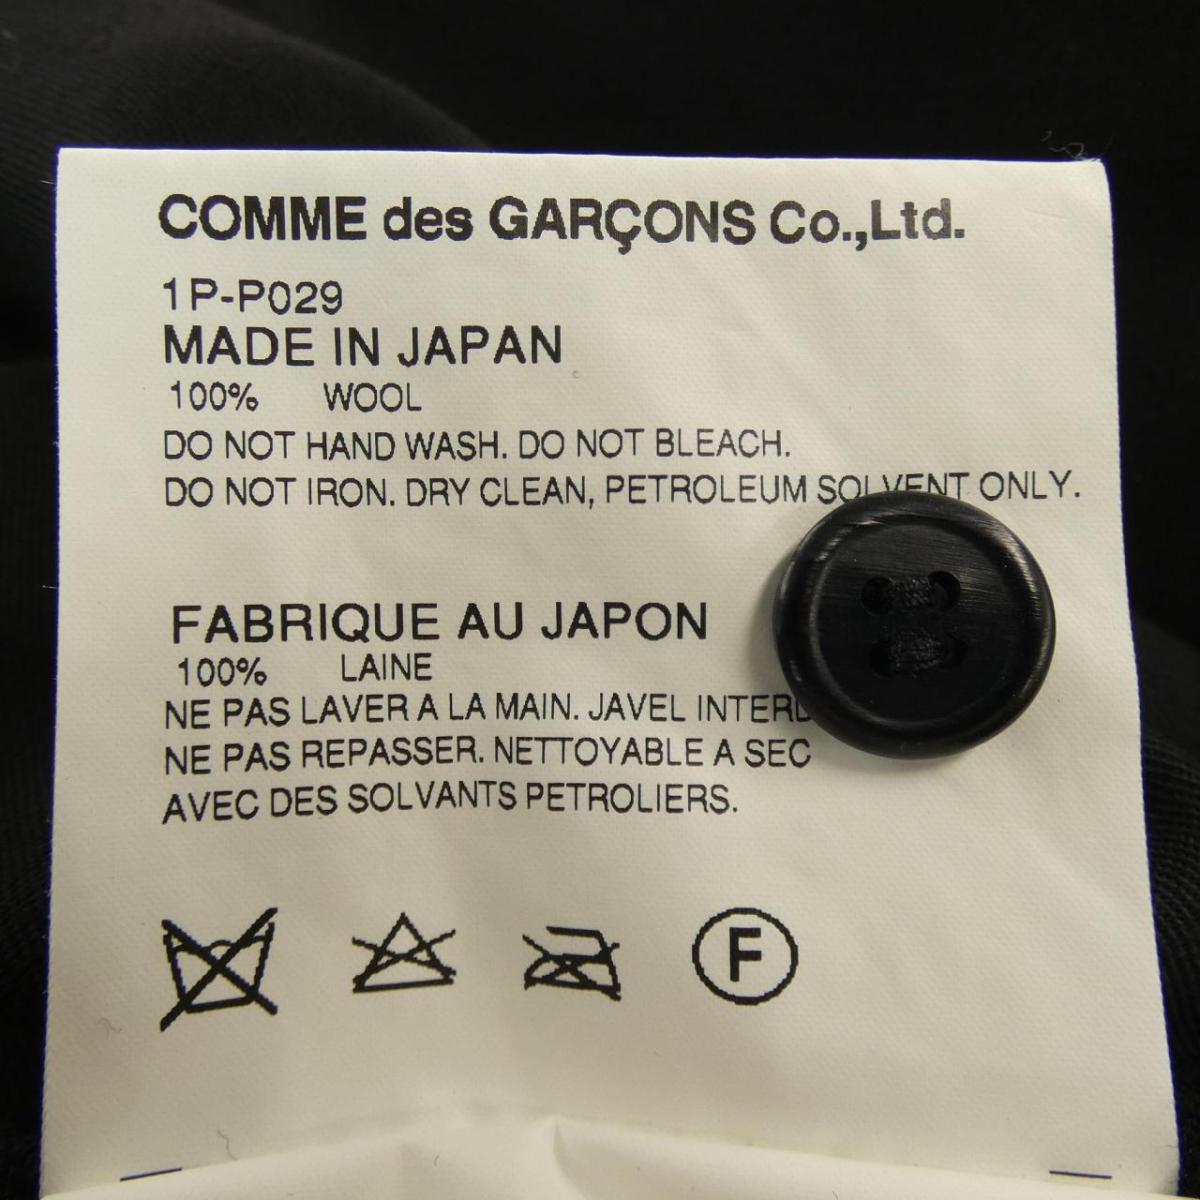 COMME des GARÇONS Co.,Ltd.
1P-P029
MADE IN JAPAN
100% WOOL
DO NOT HAND WASH. DO NOT BLEACH.
DO NOT IRON. DRY CLEAN, PETROLEUM SOLVENT ONLY.
FABRIQUE AU JAPON
100% LAINE
NE PAS LAVER A LA MAIN. JAVEL
NE PAS REPASSER. NETTOYABLE A SEC
AVEC DES SOLVANTS PETROLIERS.
F